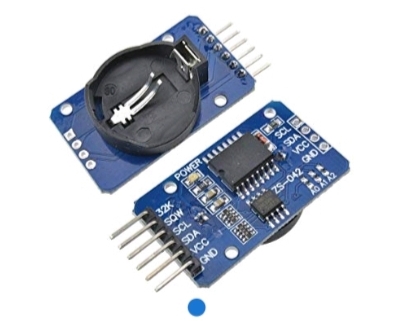 POWER
32K
SQW
SCL
SDA
VCC
GND
ZS-042
SCL
SDA
VCC
GND
A0 A1 A2